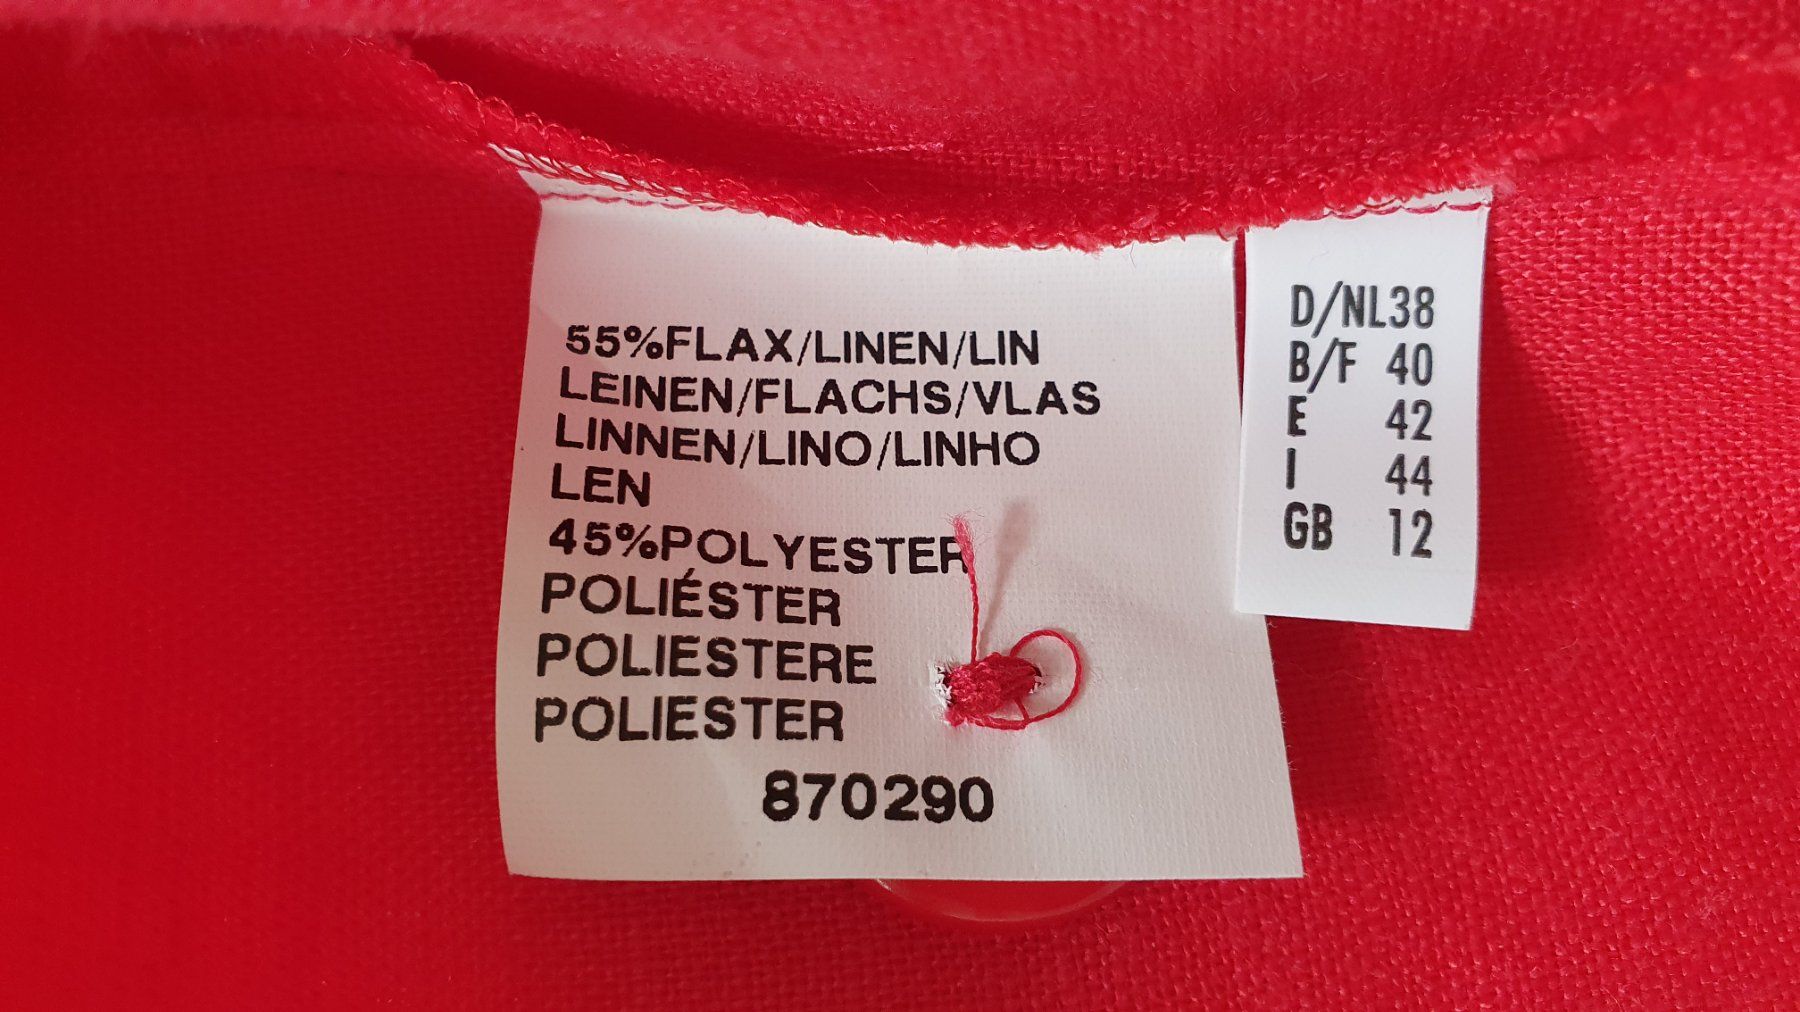 55%FLAX/LINEN/LIN
LEINEN/FLACHS/VLAS
LINNEN/LINO/LINHO
LEN
45%POLYESTER
POLIÉSTER
POLIESTERE
POLIESTER
870290
D/NL38
B/F 40
E 42
I 44
GB 12